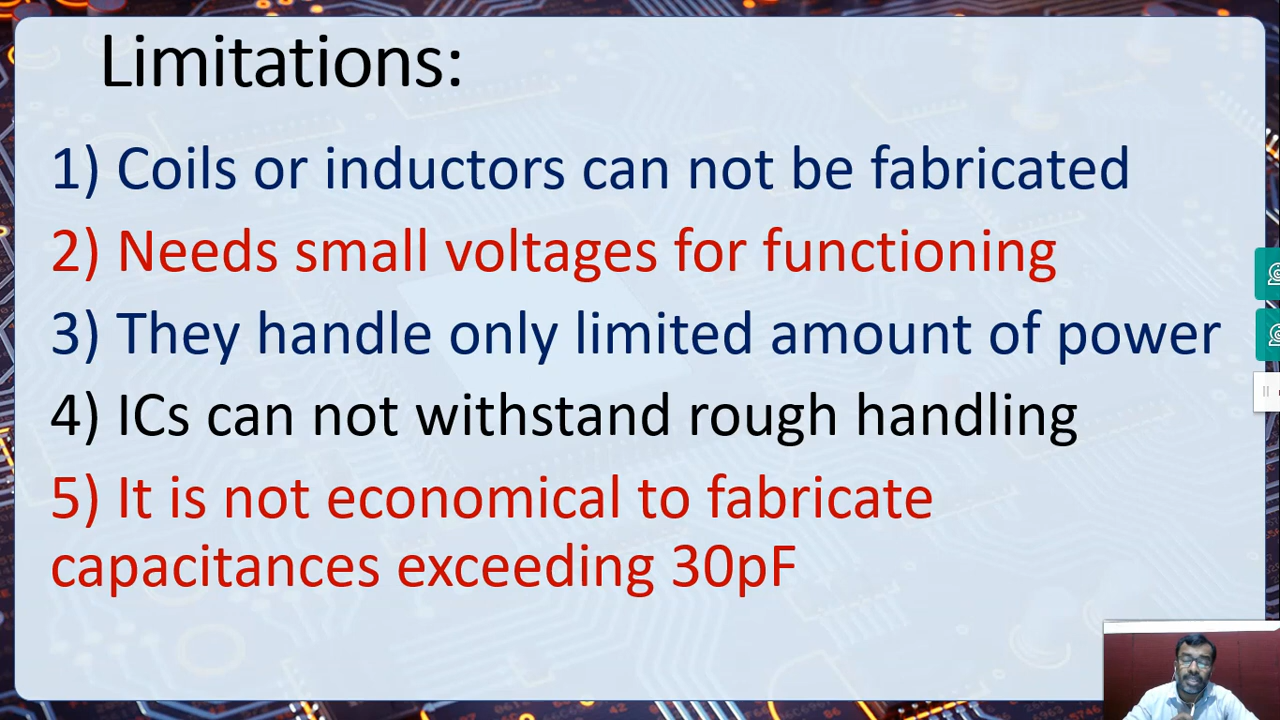 Limitations:
1) Coils or inductors can not be fabricated
2) Needs small voltages for functioning
3) They handle only limited amount of power
4) ICs can not withstand rough handling
5) It is not economical to fabricate
capacitances exceeding 30pF